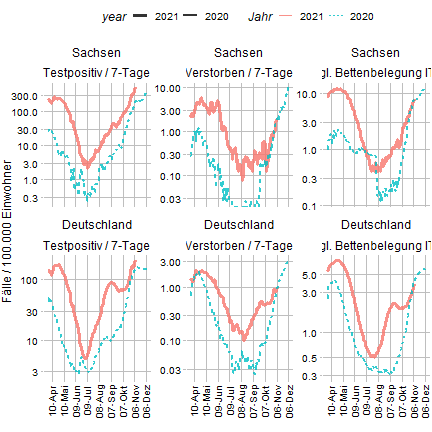 year 2021 2020 Jahr 2021 2020
Sachsen Sachsen Sachsen
Testpositiv / 7-Tage Verstorben / 7-Tage gl. Bettenbelegung IT
300.0 10.00 10.0
100.0 3.00 3.0
30.0 1.00 1.0
10.0 0.30 0.3
3.0 0.10 0.1
1.0 0.03
0.3
Fälle / 100.000 Einwohner
Deutschland Deutschland Deutschland
Testpositiv / 7-Tage Verstorben / 7-Tage gl. Bettenbelegung IT
100 3.00 5.0
30 1.00 3.0
10 0.30 1.0
3 0.10 0.5
0.03 0.3
10-Apr 10-Mai 09-Jun 09-Jul 08-Aug 07-Sep 07-Okt 06-Nov 06-Dez 10-Apr 10-Mai 09-Jun 09-Jul 08-Aug 07-Sep 07-Okt 06-Nov 06-Dez 10-Apr 10-Mai 09-Jun 09-Jul 08-Aug 07-Sep 07-Okt 06-Nov 06-Dez